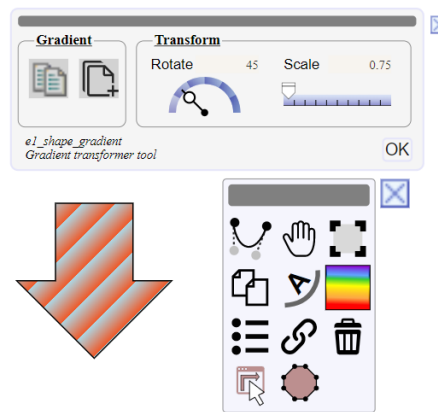 Gradient
Transform
Rotate 45 Scale 0.75
e1_shape_gradient
Gradient transformer tool
OK